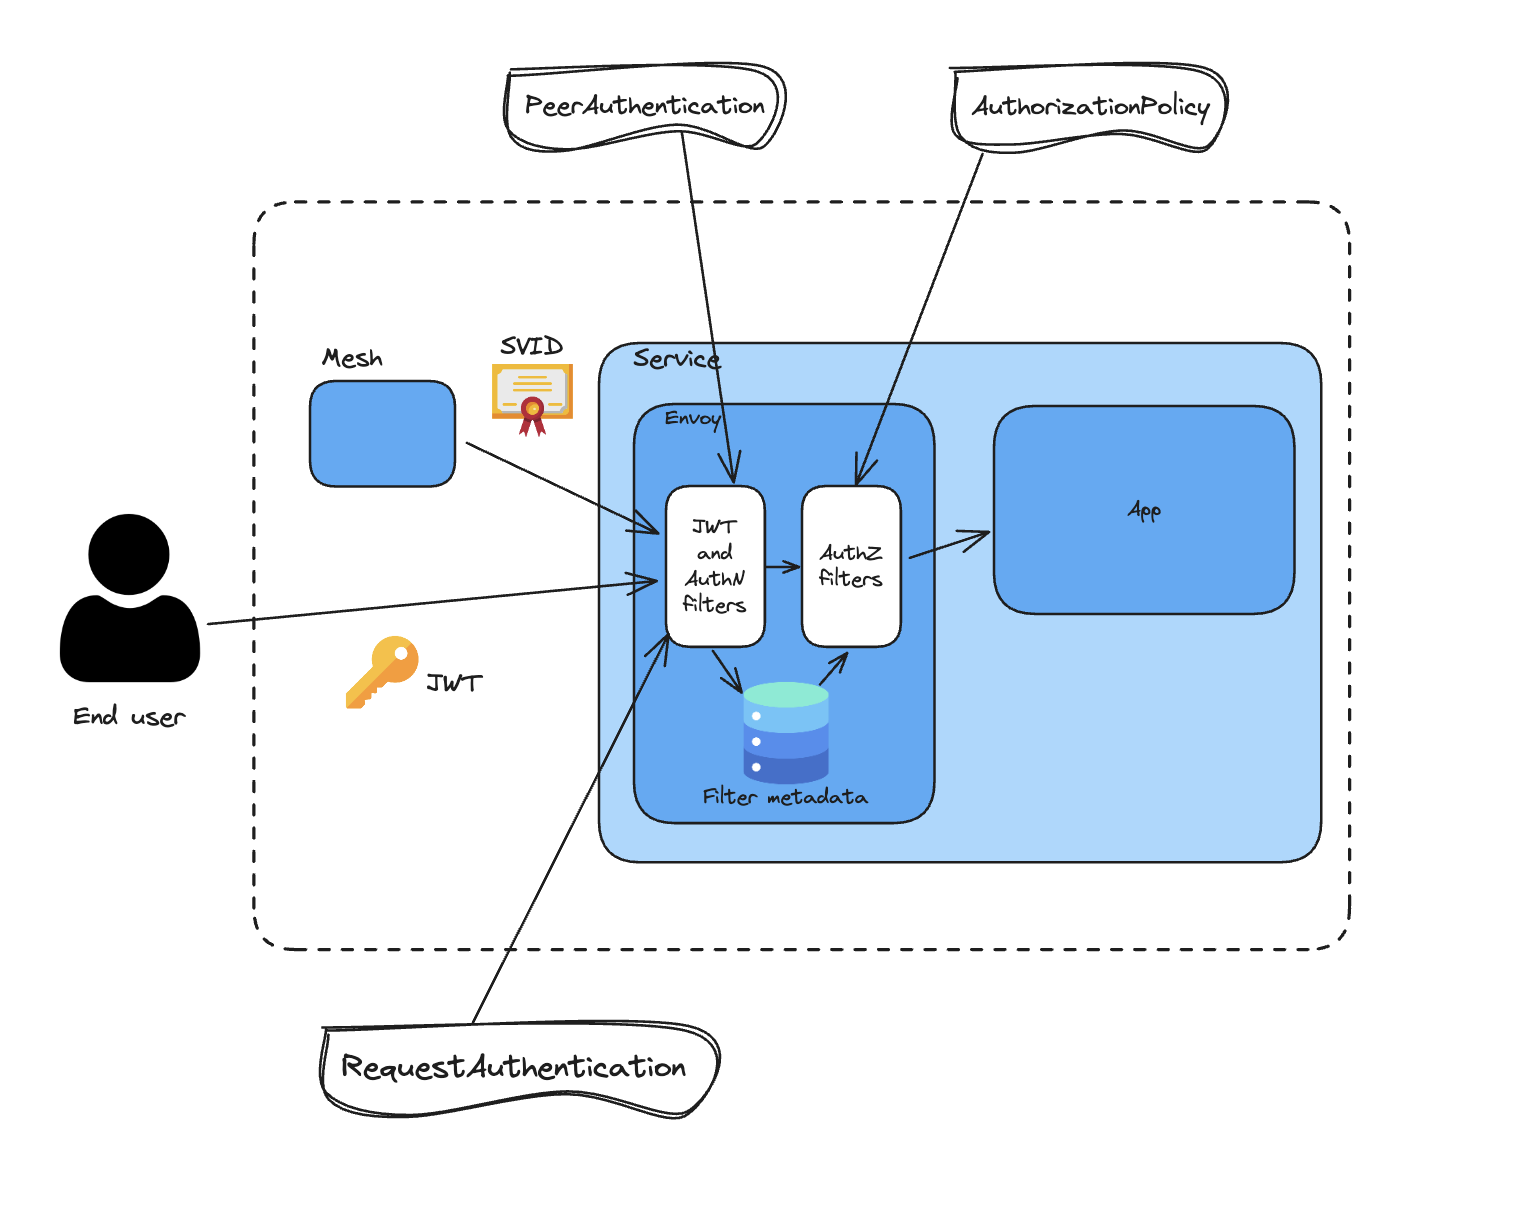 PeerAuthentication
AuthorizationPolicy
Mesh
SVID
Service
Envoy
JWT
and
AuthN
filters
AuthZ
filters
App
End user
JWT
Filter metadata
RequestAuthentication